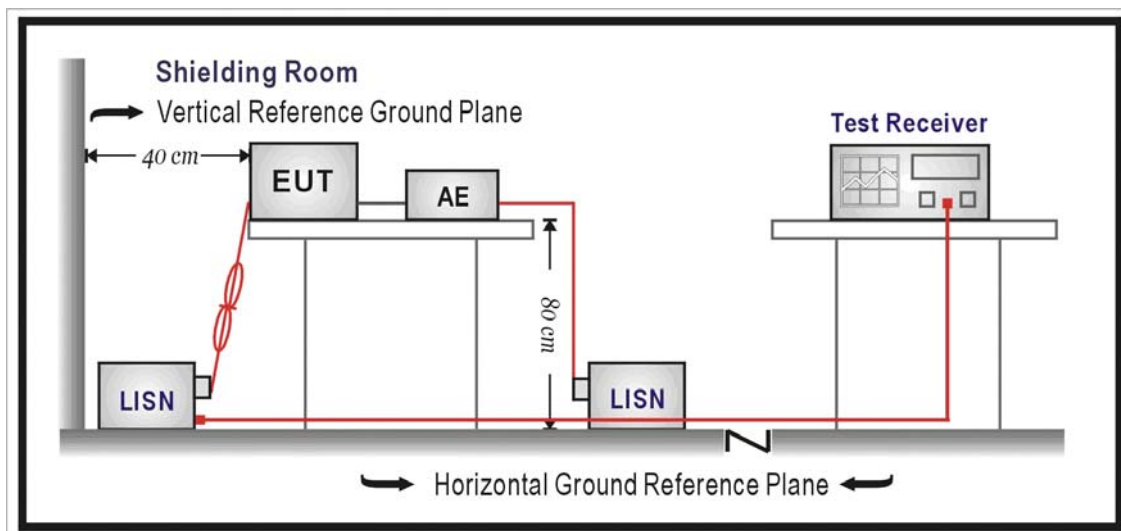 Shielding Room
Vertical Reference Ground Plane
Test Receiver
40 cm
EUT
AE
80 cm
LISN
LISN
Horizontal Ground Reference Plane